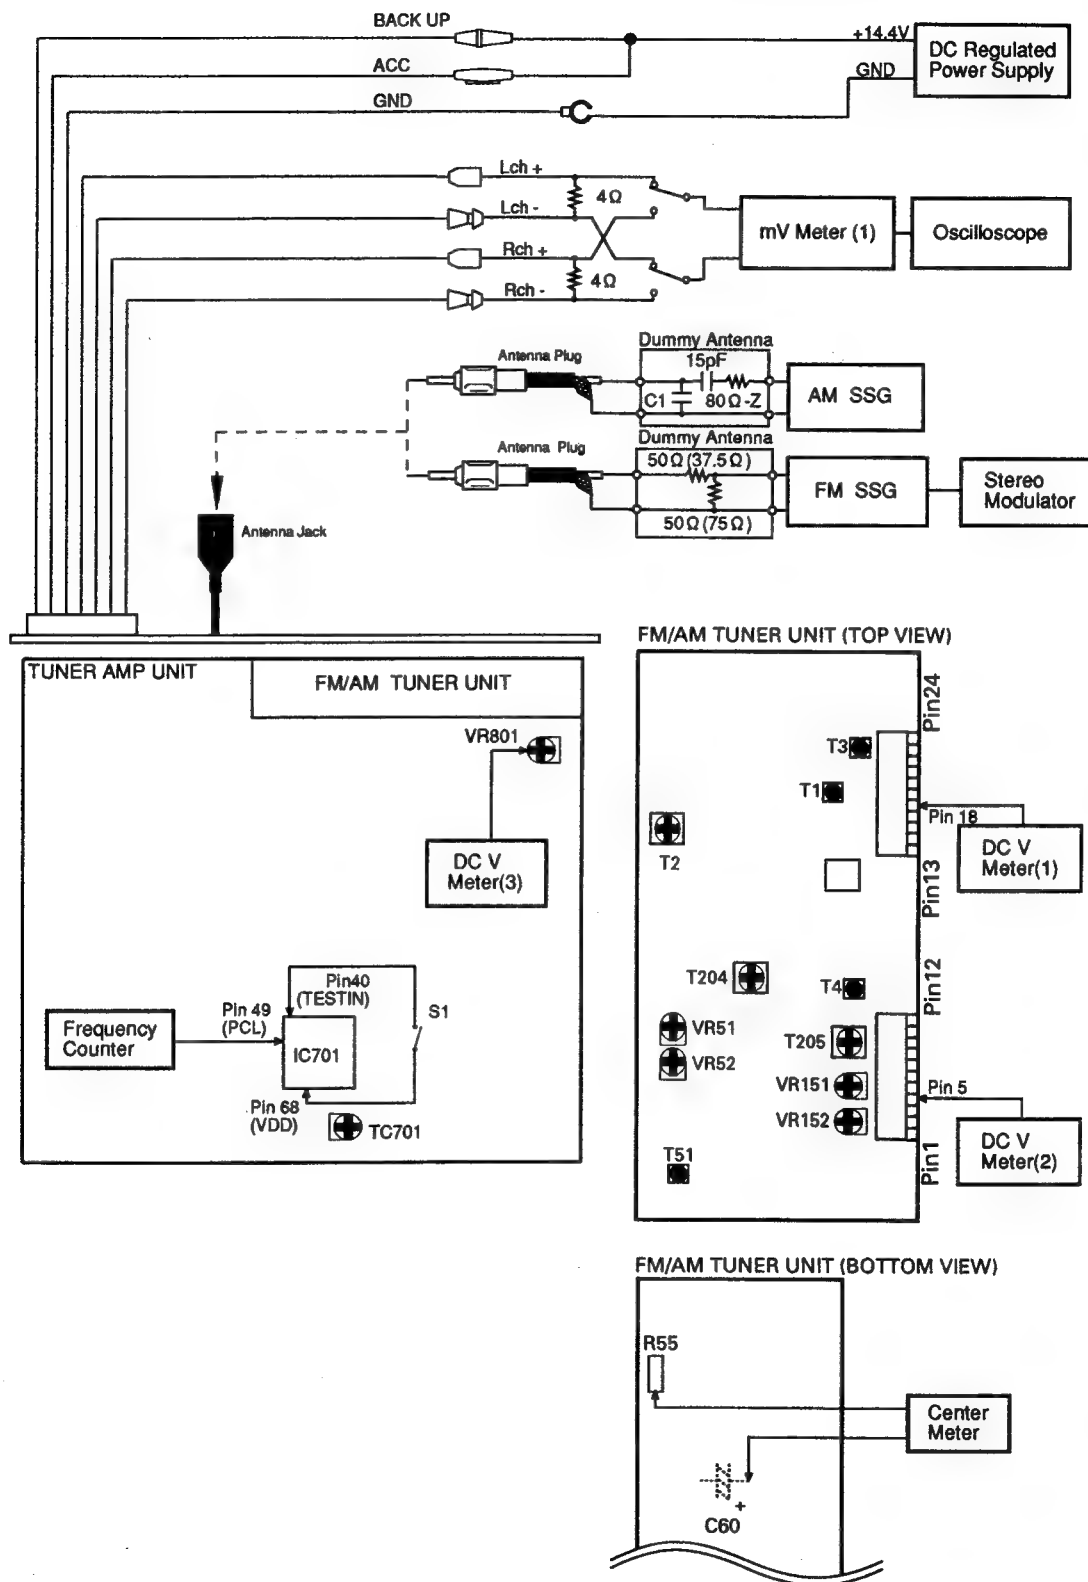 BACK UP
+14.4V
DC Regulated
Power Supply
ACC
GND
GND
Lch +
4Ω
Lch -
Rch +
4Ω
Rch -
mV Meter (1)
Oscilloscope
Dummy Antenna
Antenna Plug
15pF
C1
80Ω-Z
AM SSG
Dummy Antenna
Antenna Plug
50Ω(37.5Ω)
50Ω(75Ω)
FM SSG
Stereo
Modulator
Antenna Jack
TUNER AMP UNIT
FM/AM TUNER UNIT
VR801
DC V
Meter(3)
Pin40
(TESTIN)
S1
Pin 49
(PCL)
Frequency
Counter
IC701
Pin 68
(VDD)
TC701
FM/AM TUNER UNIT (TOP VIEW)
Pin24
T3
T1
Pin 18
T2
DC V
Meter(1)
Pin13
T204
T4
Pin12
VR51
T205
VR52
VR151
Pin 5
VR152
DC V
Meter(2)
T51
Pin1
FM/AM TUNER UNIT (BOTTOM VIEW)
R55
Center
Meter
+
C60